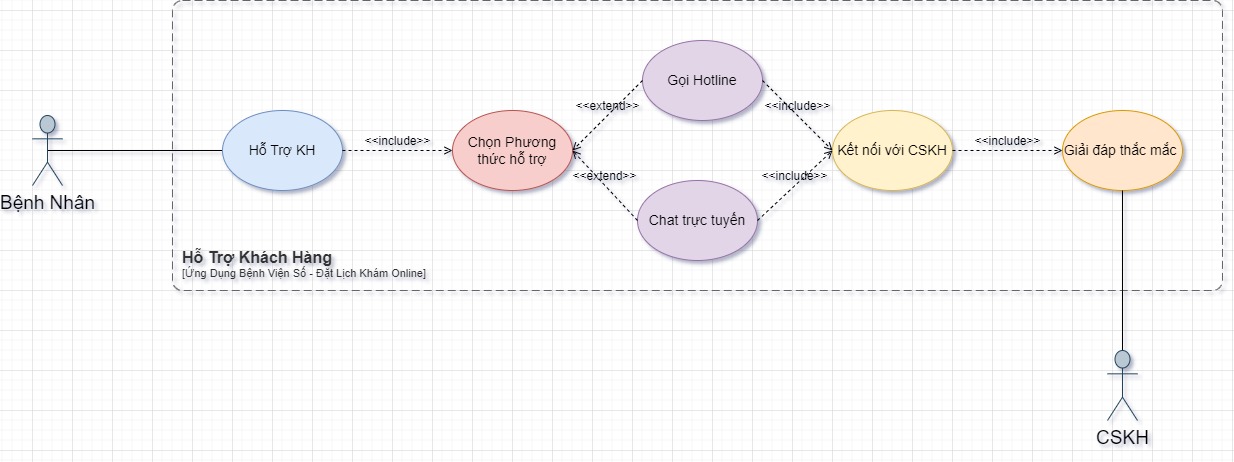 Gọi Hotline
<<extend>>
<<include>>
Bệnh Nhân
Hỗ Trợ KH
<<include>>
Chọn Phương
thức hỗ trợ
Kết nối với CSKH
<<include>>
Giải đáp thắc mắc
<<extend>>
<<include>>
Chat trực tuyến
Hỗ Trợ Khách Hàng
[Ứng Dụng Bệnh Viện Số - Đặt Lịch Khám Online]
CSKH